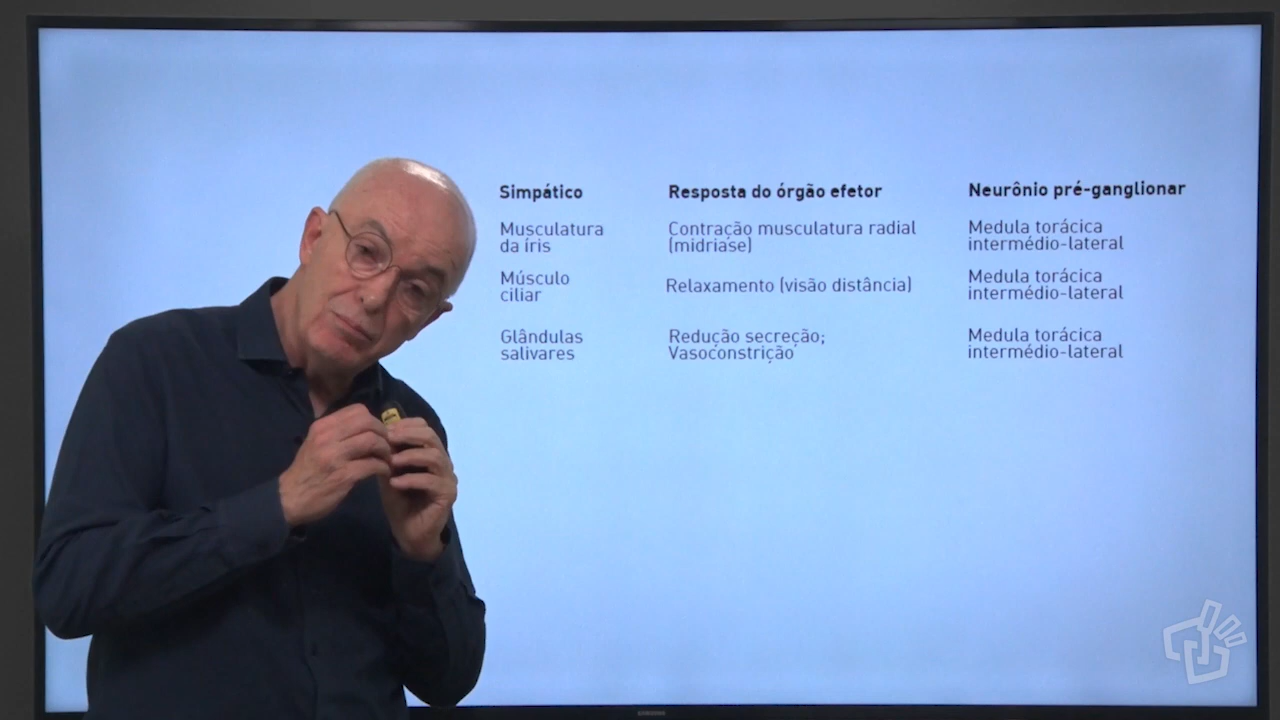 Simpático
Resposta do órgão efetor
Neurônio pré-ganglionar
Musculatura
da íris
Contração musculatura radial
(midríase)
Medula torácica
intermédio-lateral
Músculo
ciliar
Relaxamento (visão distância)
Medula torácica
intermédio-lateral
Glândulas
salivares
Redução secreção;
Vasoconstrição
Medula torácica
intermédio-lateral
SAMSUNG